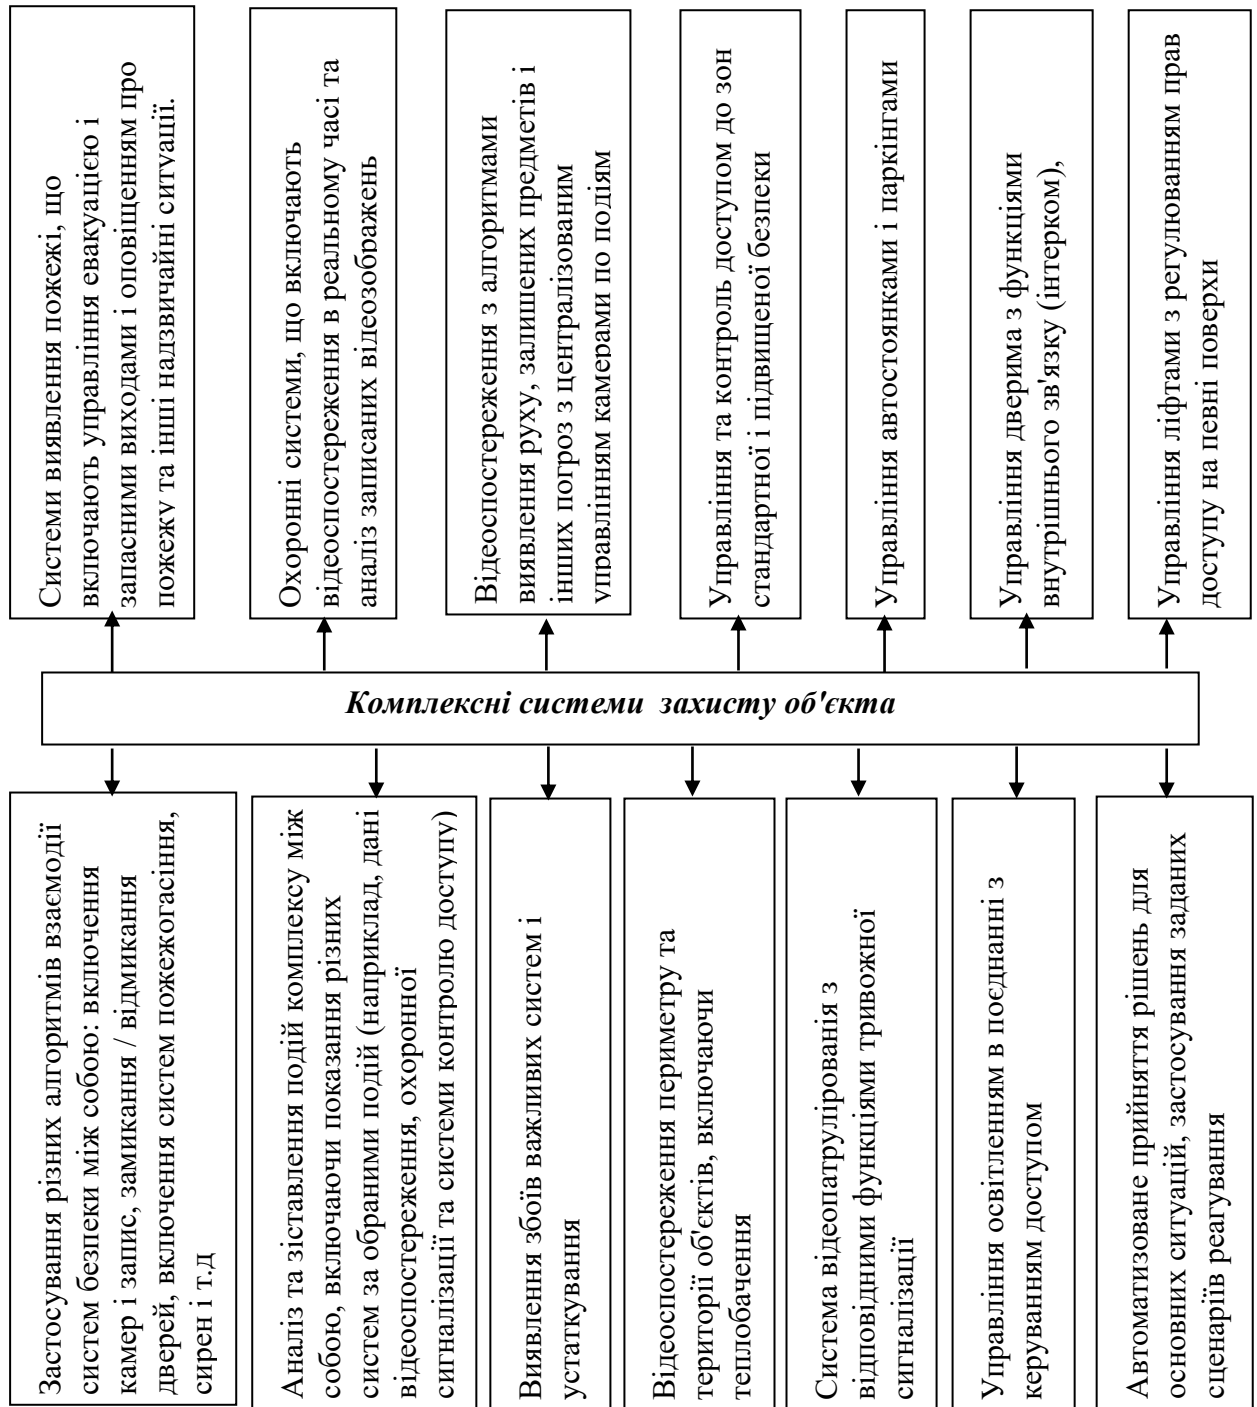 Системи виявлення пожежі, що
включають управління евакуацією і
запасними виходами і оповіщенням про
пожежу та інші надзвичайні ситуації.
Охоронні системи, що включають
відеоспостереження в реальному часі та
аналіз записаних відеозображень
Відеоспостереження з алгоритмами
виявлення руху, залишених предметів і
інших погроз з централізованим
управлінням камерами по подіям
Управління та контроль доступом до зон
стандартної і підвищеної безпеки
Управління автостоянками і паркінгами
Управління дверима з функціями
внутрішнього зв'язку (інтерком),
Управління ліфтами з регулюванням прав
доступу на певні поверхи
Комплексні системи захисту об'єкта
Застосування різних алгоритмів взаємодії
систем безпеки між собою: включення
камер і запис, замикання / відмикання
дверей, включення систем пожежогасіння,
сирен і т.д
Аналіз та зіставлення подій комплексу між
собою, включаючи показання різних
систем за обраними подій (наприклад, дані
відеоспостереження, охоронної
сигналізації та системи контролю доступу)
Виявлення збоїв важливих систем і
устаткування
Відеоспостереження периметру та
території об'єктів, включаючи
теплобачення
Система відеопатрулірованія з
відповідними функціями тривожної
сигналізації
Управління освітленням в поєднанні з
керуванням доступом
Автоматизоване прийняття рішень для
основних ситуацій, застосування заданих
сценаріїв реагування